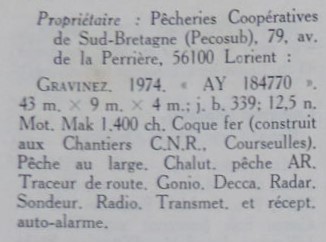 Propriétaire : Pêcheries Coopératives
de Sud-Bretagne (Pecosub), 79, av.
de la Perrière, 56100 Lorient :
GRAVINEZ. 1974. « AY 184770 ».
43 m. × 9 m. × 4 m.; j. b. 339; 12,5 n.
Mot. Mak 1.400 ch. Coque fer (construit
aux Chantiers C.N.R., Courseulles).
Pêche au large. Chalut. pêche AR.
Traceur de route. Gonio. Decca. Radar.
Sondeur. Radio. Transmet. et récept.
auto-alarme.